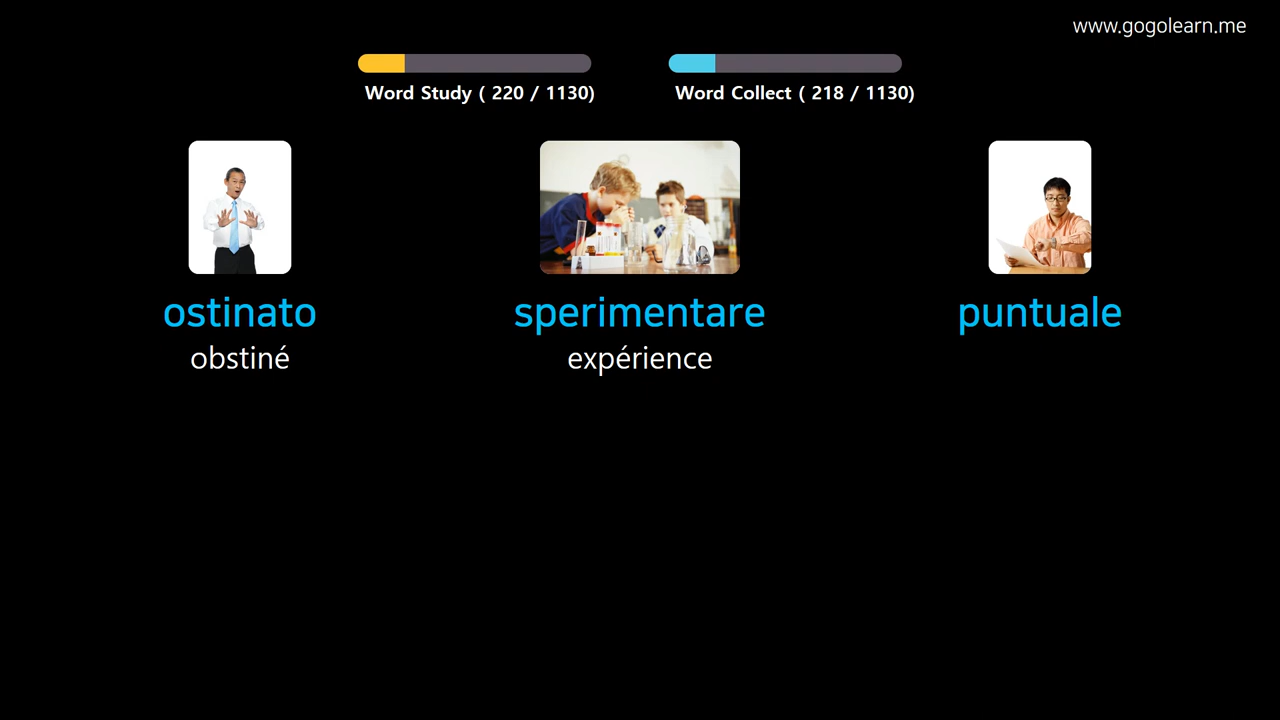 www.gogolearn.me
Word Study ( 220 / 1130)
Word Collect ( 218 / 1130)
ostinato
sperimentare
puntuale
obstiné
expérience